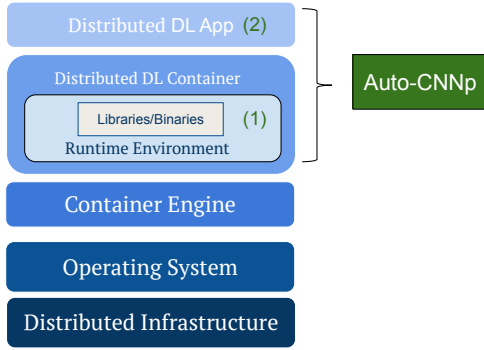 Distributed DL App (2)
Auto-CNNp
Distributed DL Container
Libraries/Binaries (1)
Runtime Environment
Container Engine
Operating System
Distributed Infrastructure